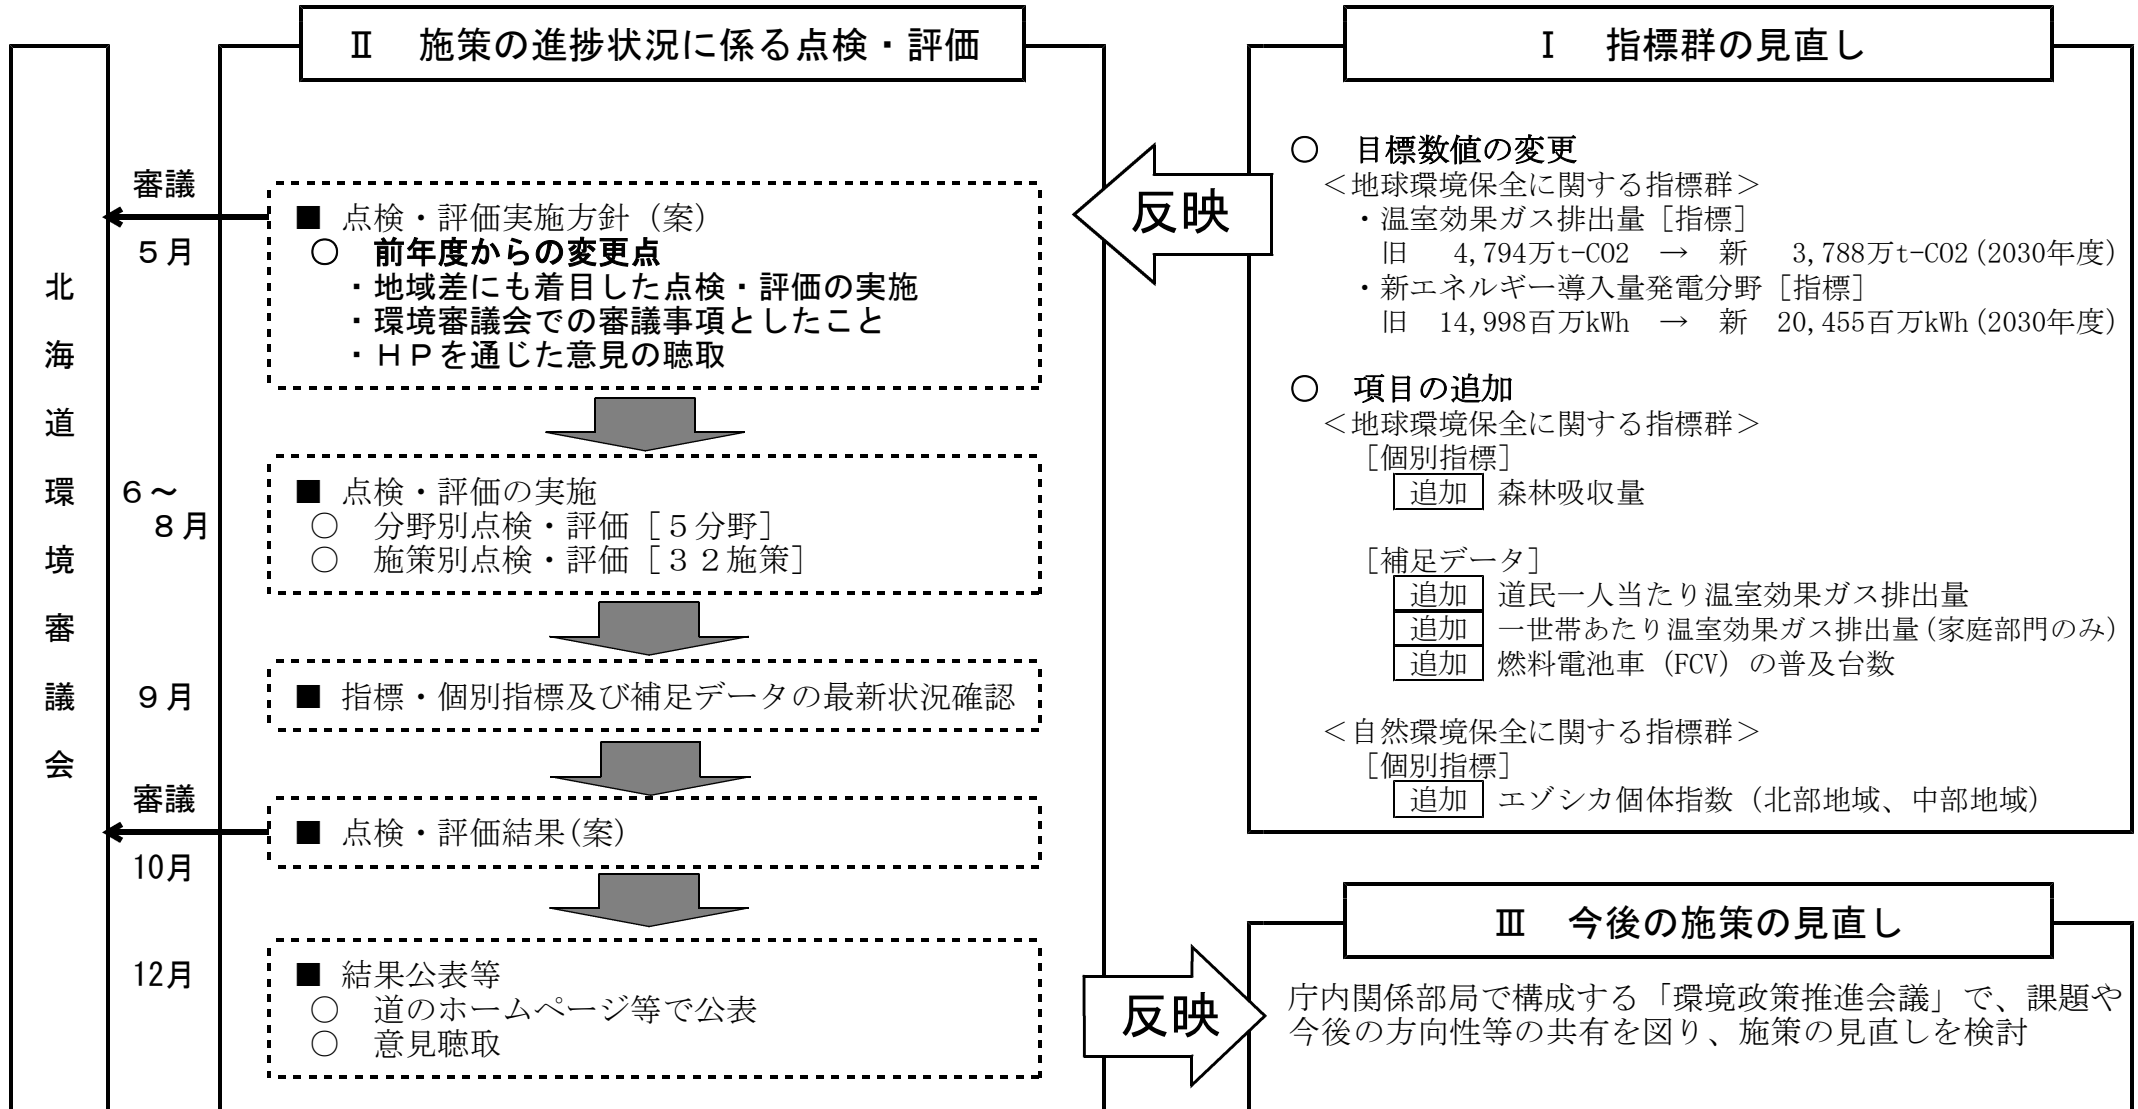 北海道環境審議会
審議
5月
6～
8月
9月
審議
10月
12月
Ⅱ　施策の進捗状況に係る点検・評価
■ 点検・評価実施方針（案）
○　前年度からの変更点
・地域差にも着目した点検・評価の実施
・環境審議会での審議事項としたこと
・ＨＰを通じた意見の聴取
■ 点検・評価の実施
○　分野別点検・評価［５分野］
○　施策別点検・評価［３２施策］
■ 指標・個別指標及び補足データの最新状況確認
■ 点検・評価結果(案)
■ 結果公表等
○　道のホームページ等で公表
○　意見聴取
反映
反映
Ⅰ　指標群の見直し
○　目標数値の変更
＜地球環境保全に関する指標群＞
・温室効果ガス排出量［指標］
旧　4,794万t-CO2　→　新　3,788万t-CO2(2030年度)
・新エネルギー導入量発電分野［指標］
旧　14,998百万kWh　→　新　20,455百万kWh(2030年度)
○　項目の追加
＜地球環境保全に関する指標群＞
［個別指標］
追加 森林吸収量
［補足データ］
追加 道民一人当たり温室効果ガス排出量
追加 一世帯あたり温室効果ガス排出量(家庭部門のみ)
追加 燃料電池車（FCV）の普及台数
＜自然環境保全に関する指標群＞
［個別指標］
追加 エゾシカ個体指数（北部地域、中部地域）
Ⅲ　今後の施策の見直し
庁内関係部局で構成する「環境政策推進会議」で、課題や
今後の方向性等の共有を図り、施策の見直しを検討